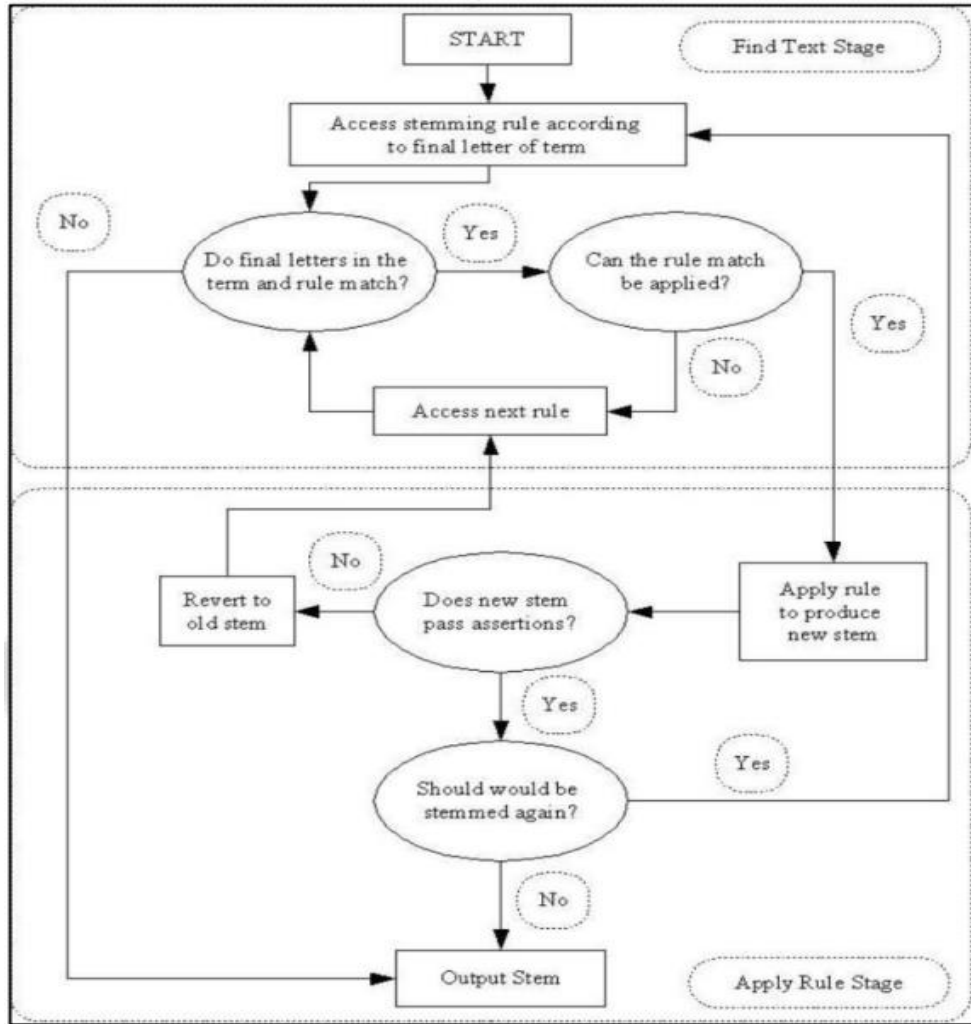 START
Find Text Stage
Access stemming rule according
to final letter of term
No
Yes
Do final letters in the
term and rule match?
Can the rule match
be applied?
Yes
No
Access next rule
No
Revert to
old stem
Does new stem
pass assertions?
Apply rule
to produce
new stem
Yes
Should would be
stemmed again?
Yes
No
Output Stem
Apply Rule Stage